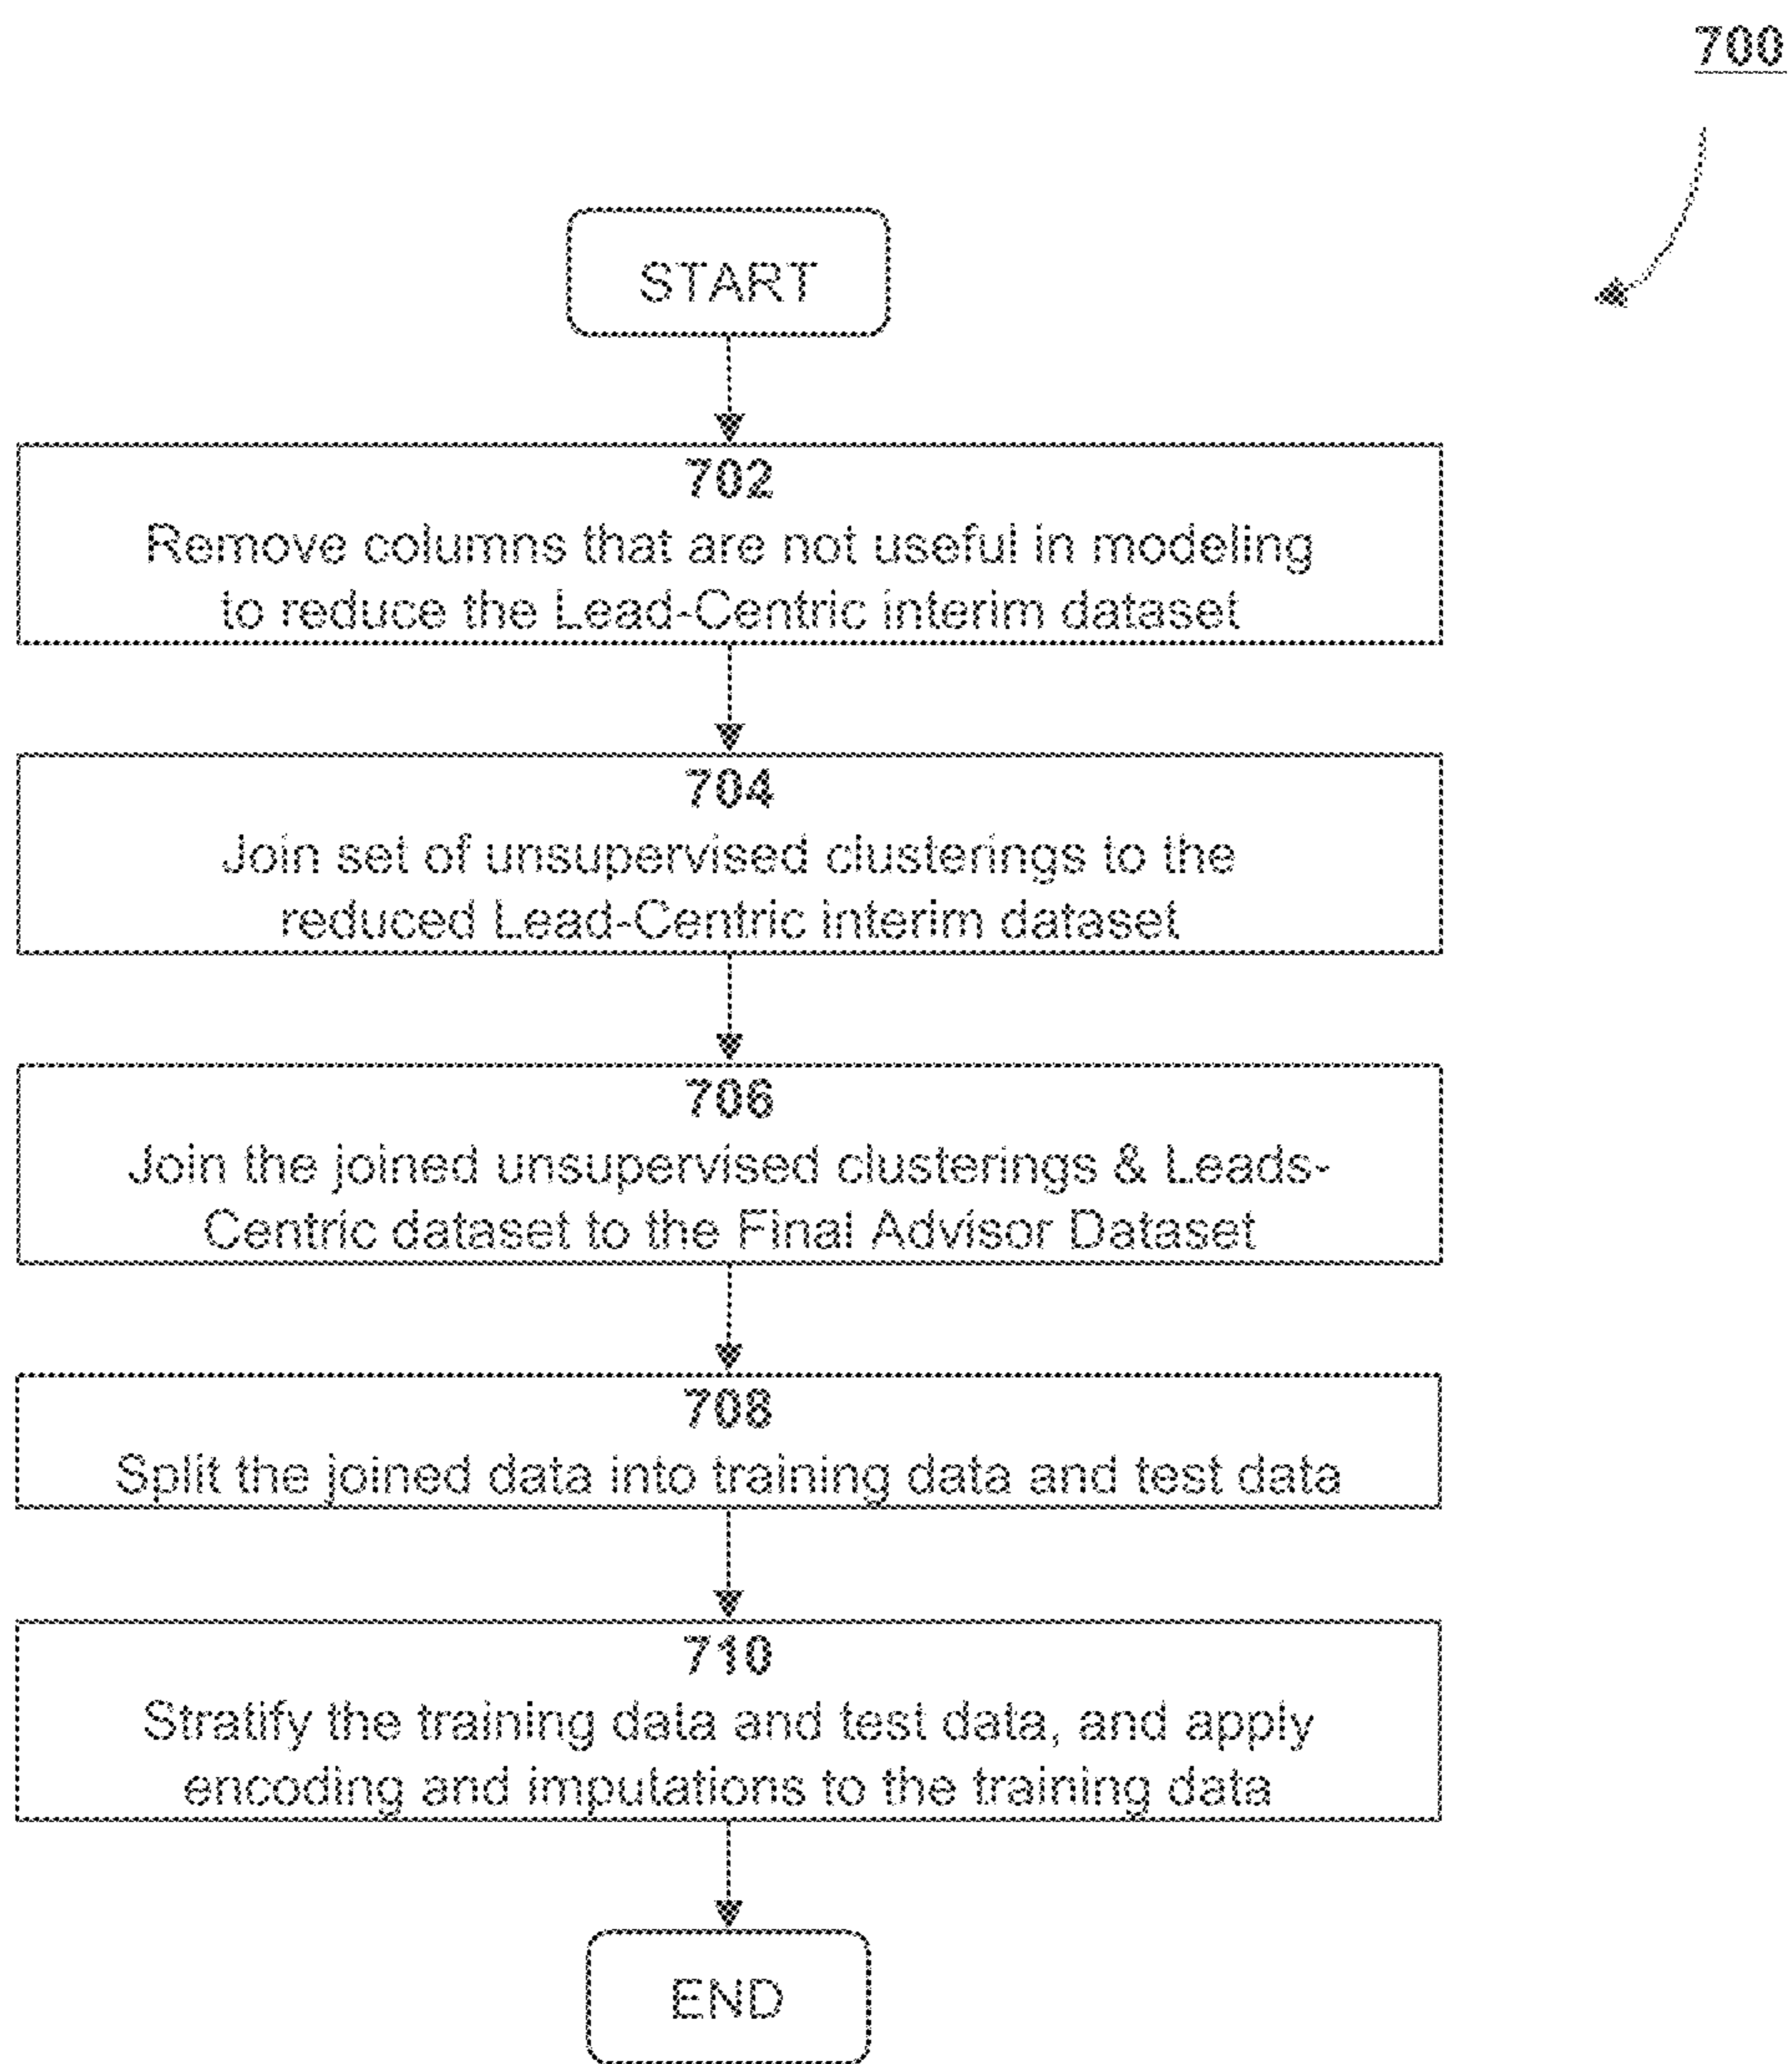 700
START
702
Remove columns that are not useful in modeling
to reduce the Lead-Centric interim dataset
704
Join set of unsupervised clusterings to the
reduced Lead-Centric interim dataset
706
Join the joined unsupervised clusterings & Leads-
Centric dataset to the Final Advisor Dataset
708
Split the joined data into training data and test data
710
Stratify the training data and test data, and apply
encoding and imputations to the training data
END